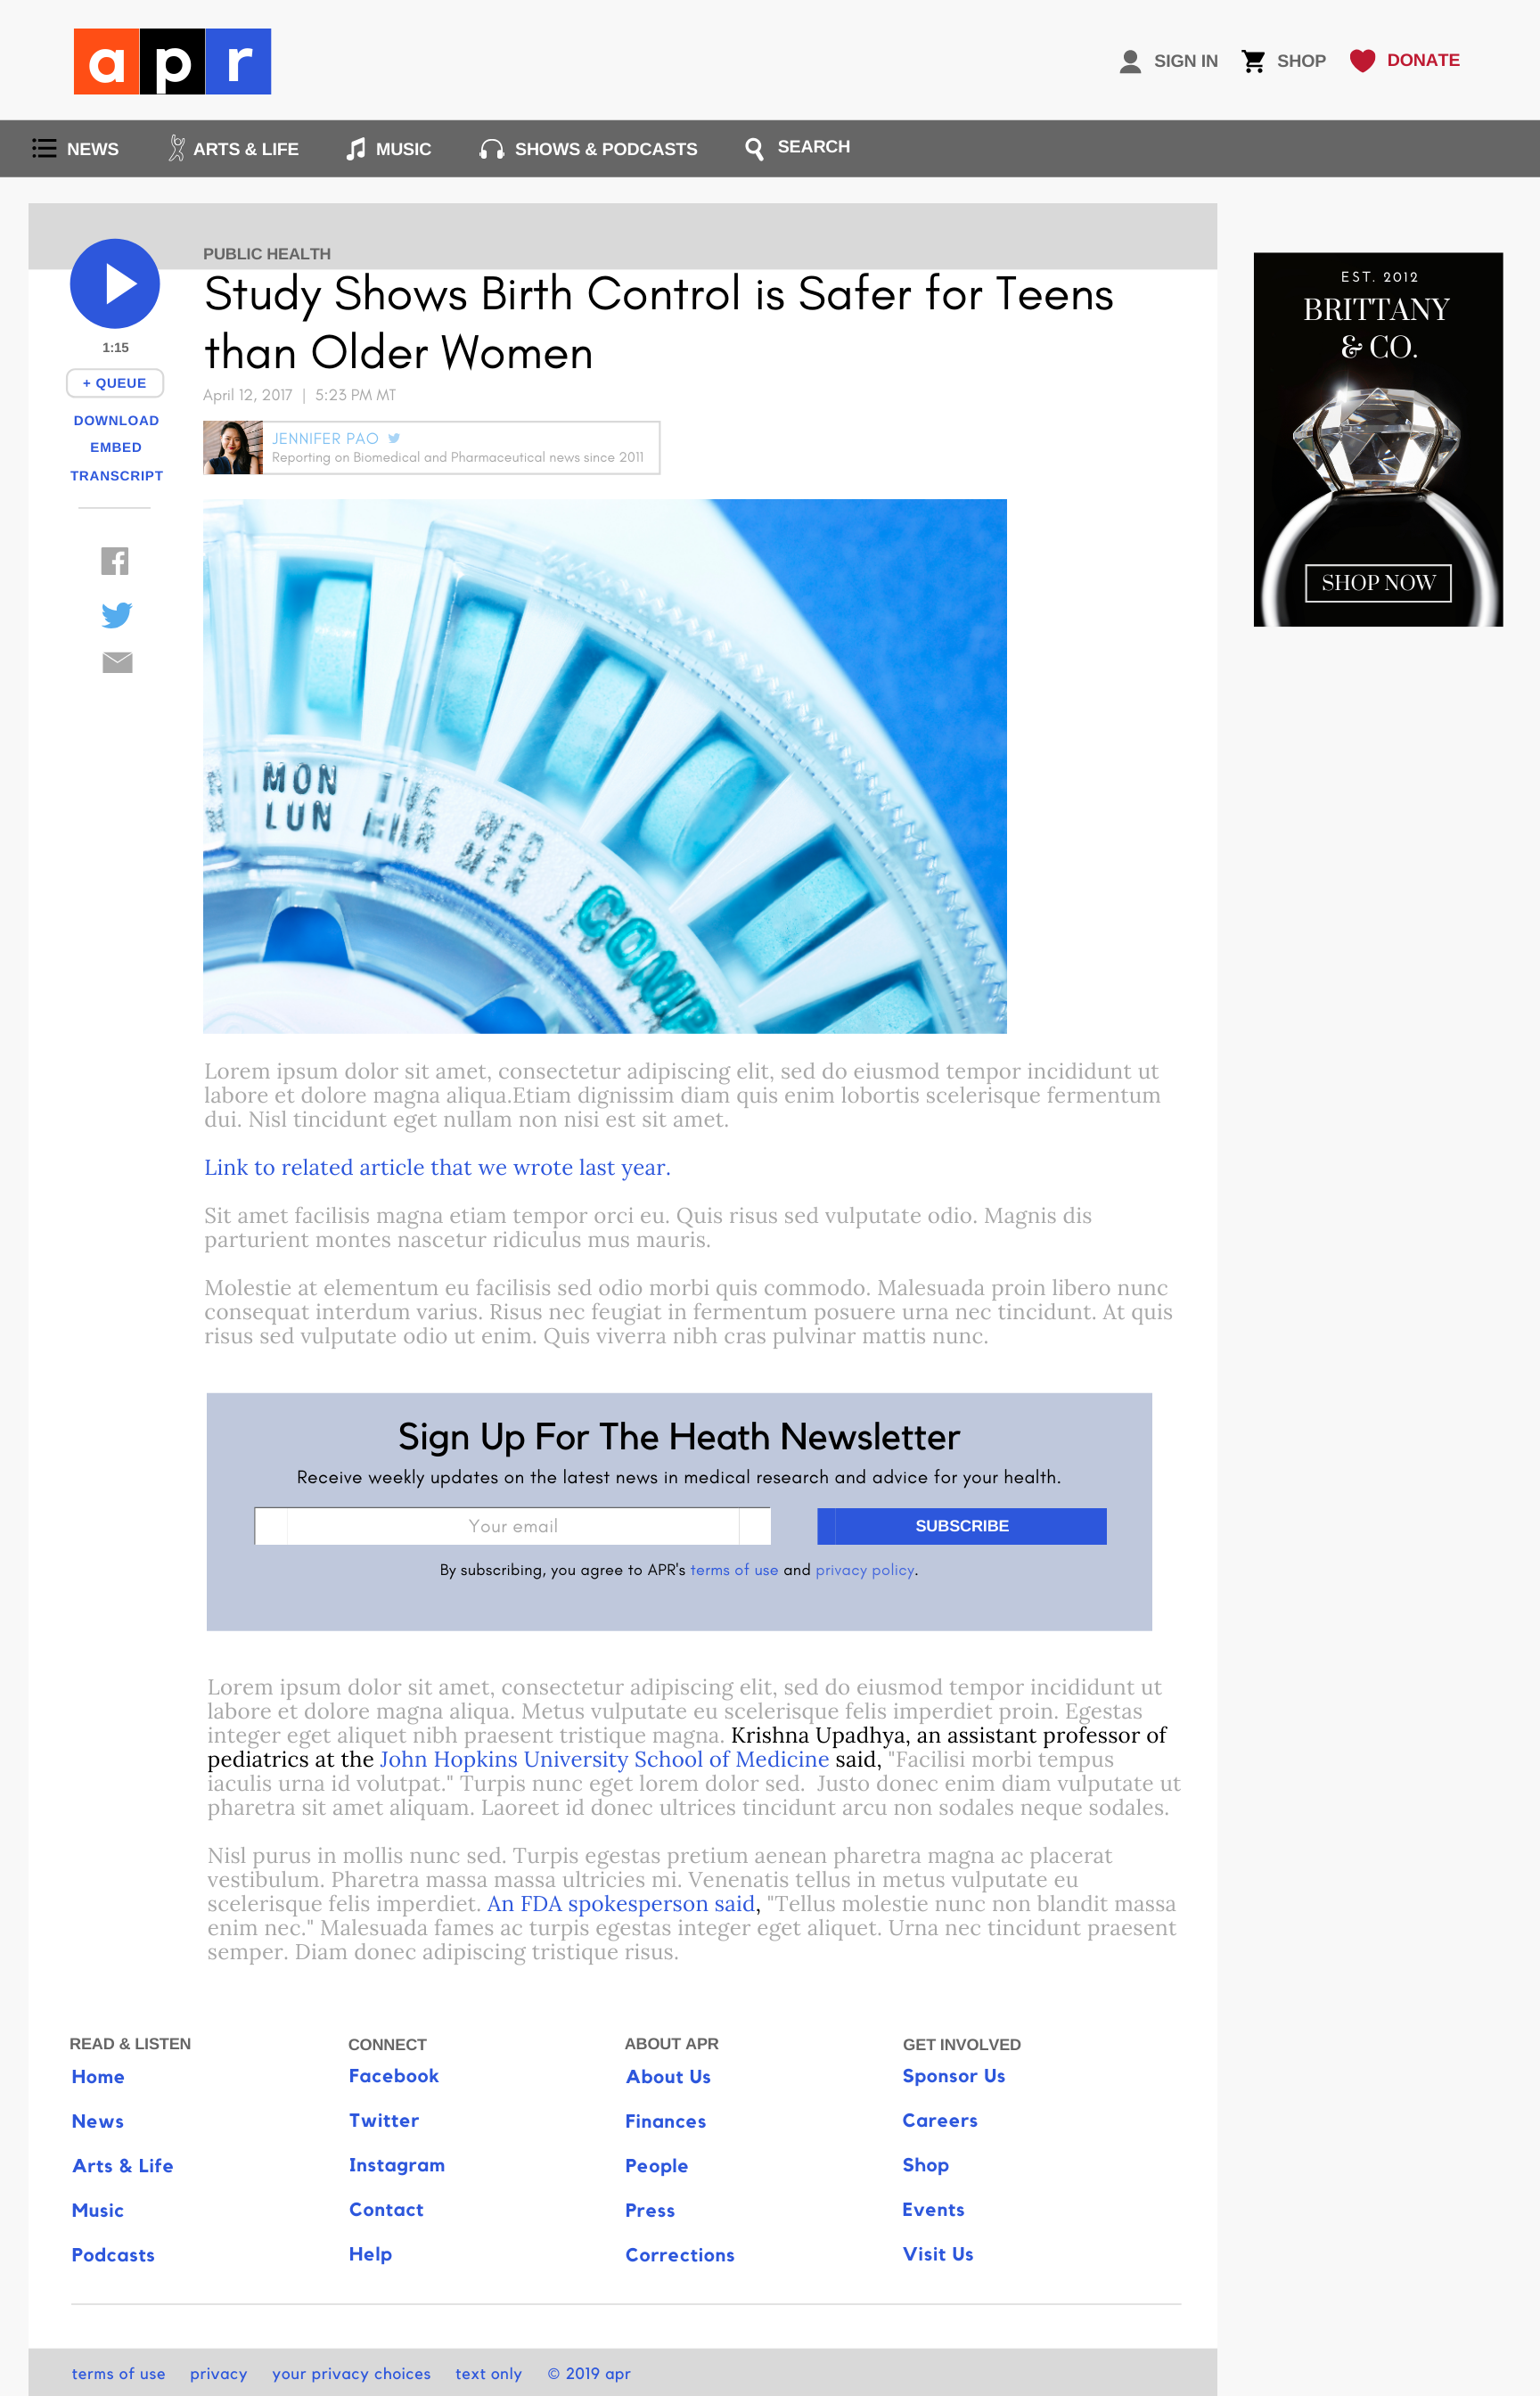 apr
SIGN IN
SHOP
DONATE
NEWS
ARTS & LIFE
MUSIC
SHOWS & PODCASTS
SEARCH
PUBLIC HEALTH
Study Shows Birth Control is Safer for Teens
than Older Women
1:15
+ QUEUE
DOWNLOAD
EMBED
TRANSCRIPT
April 12, 2017 | 5:23 PM MT
JENNIFER PAO
Reporting on Biomedical and Pharmaceutical news since 2011
EST. 2012
BRITTANY
& CO.
SHOP NOW
MON
LUN
WED
MER
COMP
Lorem ipsum dolor sit amet, consectetur adipiscing elit, sed do eiusmod tempor incididunt ut
labore et dolore magna aliqua.Etiam dignissim diam quis enim lobortis scelerisque fermentum
dui. Nisl tincidunt eget nullam non nisi est sit amet.
Link to related article that we wrote last year.
Sit amet facilisis magna etiam tempor orci eu. Quis risus sed vulputate odio. Magnis dis
parturient montes nascetur ridiculus mus mauris.
Molestie at elementum eu facilisis sed odio morbi quis commodo. Malesuada proin libero nunc
consequat interdum varius. Risus nec feugiat in fermentum posuere urna nec tincidunt. At quis
risus sed vulputate odio ut enim. Quis viverra nibh cras pulvinar mattis nunc.
Sign Up For The Heath Newsletter
Receive weekly updates on the latest news in medical research and advice for your health.
Your email
SUBSCRIBE
By subscribing, you agree to APR's terms of use and privacy policy.
Lorem ipsum dolor sit amet, consectetur adipiscing elit, sed do eiusmod tempor incididunt ut
labore et dolore magna aliqua. Metus vulputate eu scelerisque felis imperdiet proin. Egestas
integer eget aliquet nibh praesent tristique magna. Krishna Upadhya, an assistant professor of
pediatrics at the John Hopkins University School of Medicine said, "Facilisi morbi tempus
iaculis urna id volutpat." Turpis nunc eget lorem dolor sed. Justo donec enim diam vulputate ut
pharetra sit amet aliquam. Laoreet id donec ultrices tincidunt arcu non sodales neque sodales.
Nisl purus in mollis nunc sed. Turpis egestas pretium aenean pharetra magna ac placerat
vestibulum. Pharetra massa massa ultricies mi. Venenatis tellus in metus vulputate eu
scelerisque felis imperdiet. An FDA spokesperson said, "Tellus molestie nunc non blandit massa
enim nec." Malesuada fames ac turpis egestas integer eget aliquet. Urna nec tincidunt praesent
semper. Diam donec adipiscing tristique risus.
READ & LISTEN
Home
News
Arts & Life
Music
Podcasts
CONNECT
Facebook
Twitter
Instagram
Contact
Help
ABOUT APR
About Us
Finances
People
Press
Corrections
GET INVOLVED
Sponsor Us
Careers
Shop
Events
Visit Us
terms of use
privacy
your privacy choices
text only
© 2019 apr